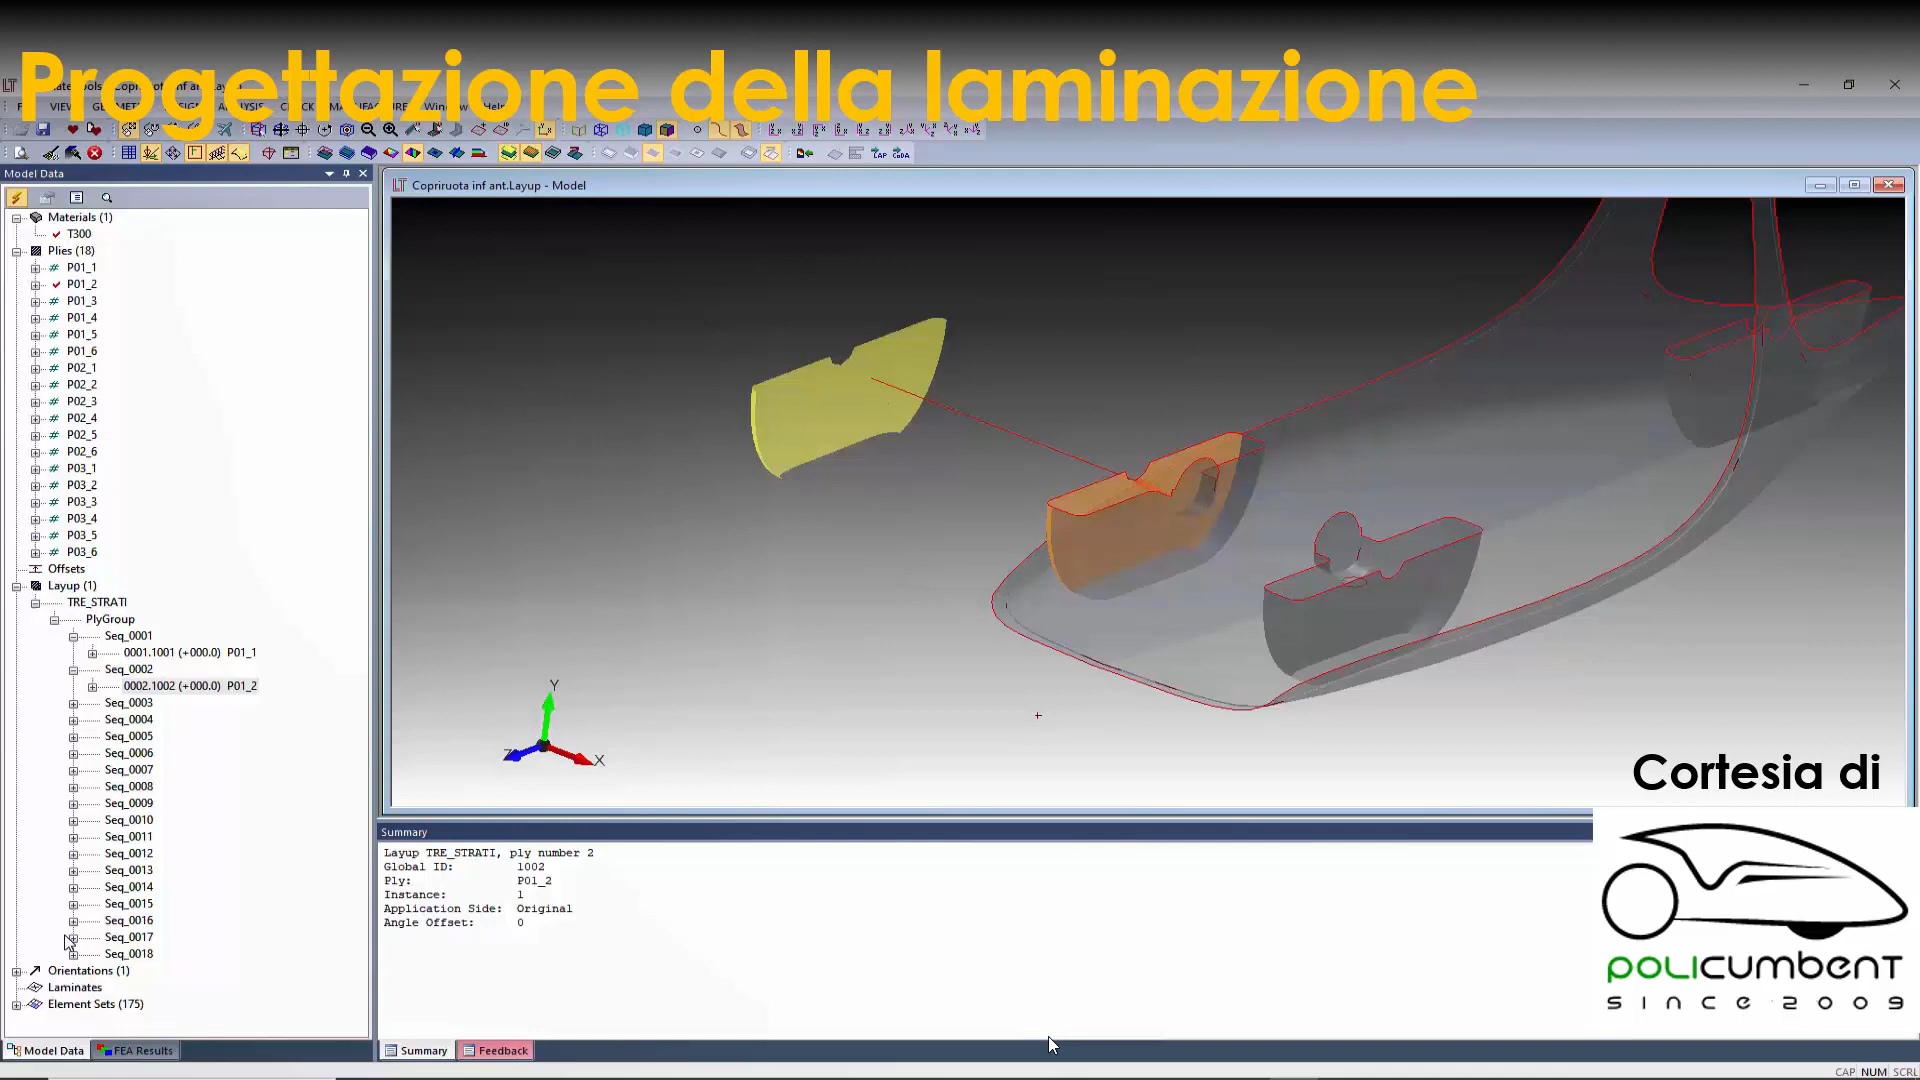 Progettazione della laminazione
VIEW
Window
Help
Model Data
LT Copriruota inf ant.Layup - Model
Materials (1)
T300
Plies (18)
P01_1
P01_2
P01_3
P01_4
P01_5
P01_6
P02_1
P02_2
P02_3
P02_4
P02_5
P02_6
P03_1
P03_2
P03_3
P03_4
P03_5
P03_6
Offsets
Layup (1)
TRE_STRATI
PlyGroup
Seq_0001
0001.1001 (+000.0) P01_1
Seq_0002
0002.1002 (+000.0) P01_2
Seq_0003
Seq_0004
Seq_0005
Seq_0006
Seq_0007
Seq_0008
Seq_0009
Seq_0010
Seq_0011
Seq_0012
Seq_0013
Seq_0014
Seq_0015
Seq_0016
Seq_0017
Seq_0018
Orientations (1)
Laminates
Element Sets (175)
Model Data FEA Results
Y
Z X
Cortesia di
POLICUMBENT
SINCE 2009
Summary
Layup TRE_STRATI, ply number 2
Global ID: 1002
Ply: P01_2
Instance: 1
Application Side: Original
Angle Offset: 0
Summary Feedback
CAP NUM SCRL